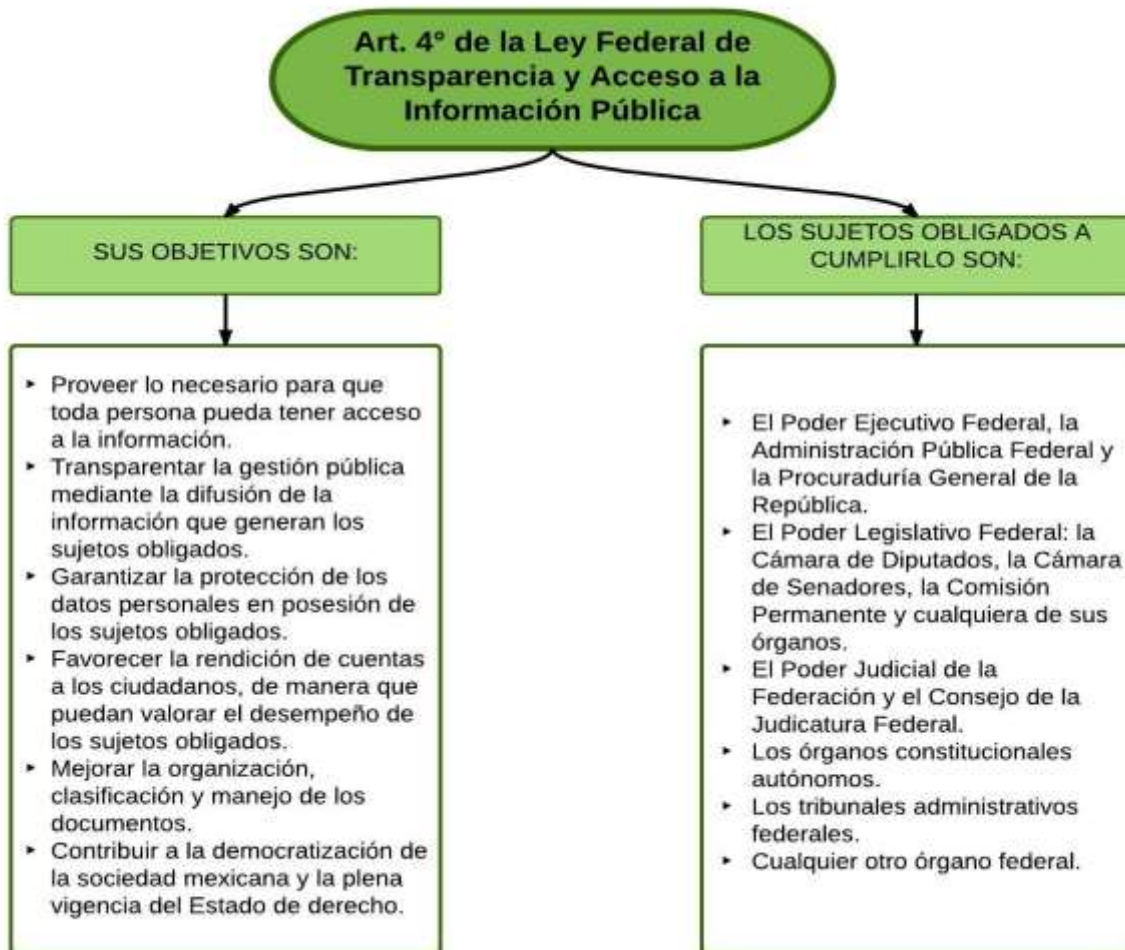 Art. 4° de la Ley Federal de
Transparencia y Acceso a la
Información Pública
SUS OBJETIVOS SON:
▸ Proveer lo necesario para que
toda persona pueda tener acceso
a la información.
▸ Transparentar la gestión pública
mediante la difusión de la
información que generan los
sujetos obligados.
▸ Garantizar la protección de los
datos personales en posesión de
los sujetos obligados.
▸ Favorecer la rendición de cuentas
a los ciudadanos, de manera que
puedan valorar el desempeño de
los sujetos obligados.
▸ Mejorar la organización,
clasificación y manejo de los
documentos.
▸ Contribuir a la democratización de
la sociedad mexicana y la plena
vigencia del Estado de derecho.
LOS SUJETOS OBLIGADOS A
CUMPLIRLO SON:
▸ El Poder Ejecutivo Federal, la
Administración Pública Federal y
la Procuraduría General de la
República.
▸ El Poder Legislativo Federal: la
Cámara de Diputados, la Cámara
de Senadores, la Comisión
Permanente y cualquiera de sus
órganos.
▸ El Poder Judicial de la
Federación y el Consejo de la
Judicatura Federal.
▸ Los órganos constitucionales
autónomos.
▸ Los tribunales administrativos
federales.
▸ Cualquier otro órgano federal.